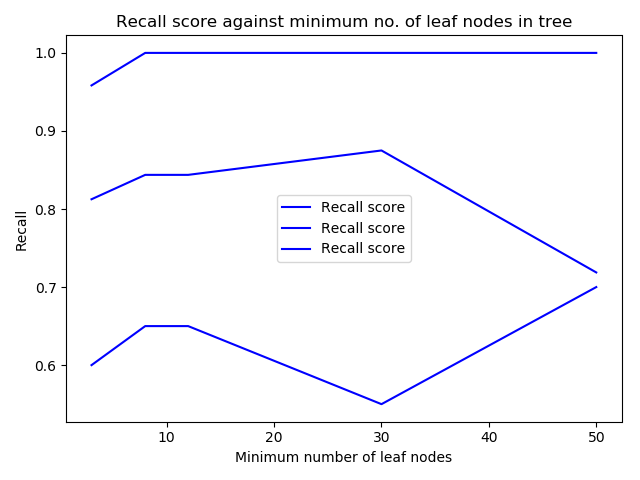 Recall score against minimum no. of leaf nodes in tree
1.0
0.9
0.8
0.7
0.6
Recall
Recall score
Recall score
Recall score
10 20 30 40 50
Minimum number of leaf nodes